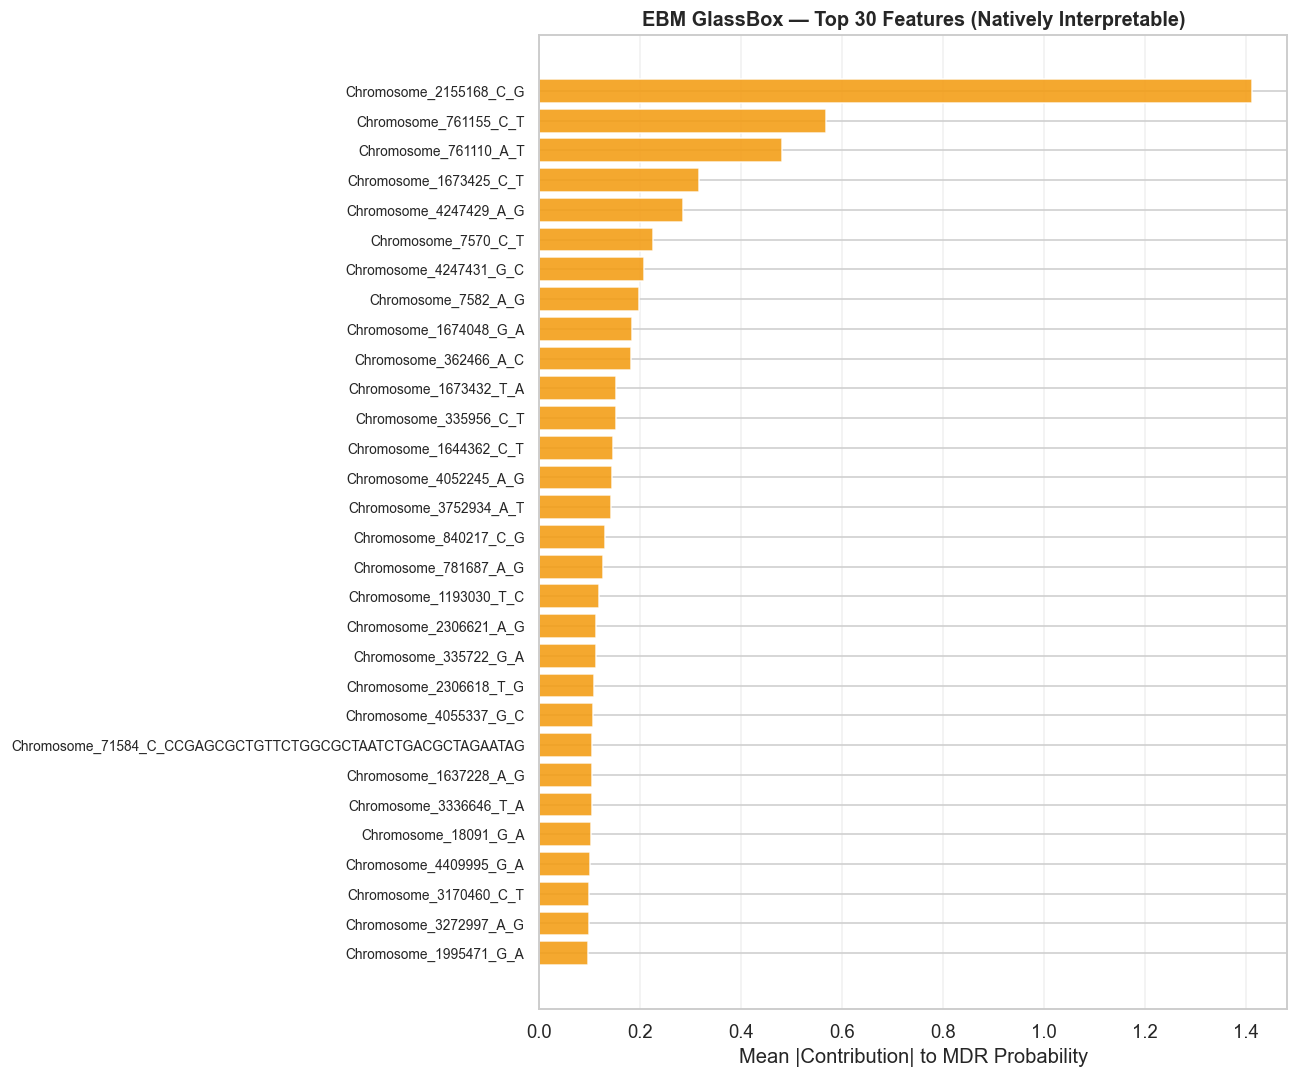 EBM GlassBox — Top 30 Features (Natively Interpretable)
Chromosome_2155168_C_G
Chromosome_761155_C_T
Chromosome_761110_A_T
Chromosome_1673425_C_T
Chromosome_4247429_A_G
Chromosome_7570_C_T
Chromosome_4247431_G_C
Chromosome_7582_A_G
Chromosome_1674048_G_A
Chromosome_362466_A_C
Chromosome_1673432_T_A
Chromosome_335956_C_T
Chromosome_1644362_C_T
Chromosome_4052245_A_G
Chromosome_3752934_A_T
Chromosome_840217_C_G
Chromosome_781687_A_G
Chromosome_1193030_T_C
Chromosome_2306621_A_G
Chromosome_335722_G_A
Chromosome_2306618_T_G
Chromosome_4055337_G_C
Chromosome_71584_C_CCGAGCGCTGTTCTGGCGCTAATCTGACGCTAGAATAG
Chromosome_1637228_A_G
Chromosome_3336646_T_A
Chromosome_18091_G_A
Chromosome_4409995_G_A
Chromosome_3170460_C_T
Chromosome_3272997_A_G
Chromosome_1995471_G_A
0.0 0.2 0.4 0.6 0.8 1.0 1.2 1.4
Mean |Contribution| to MDR Probability